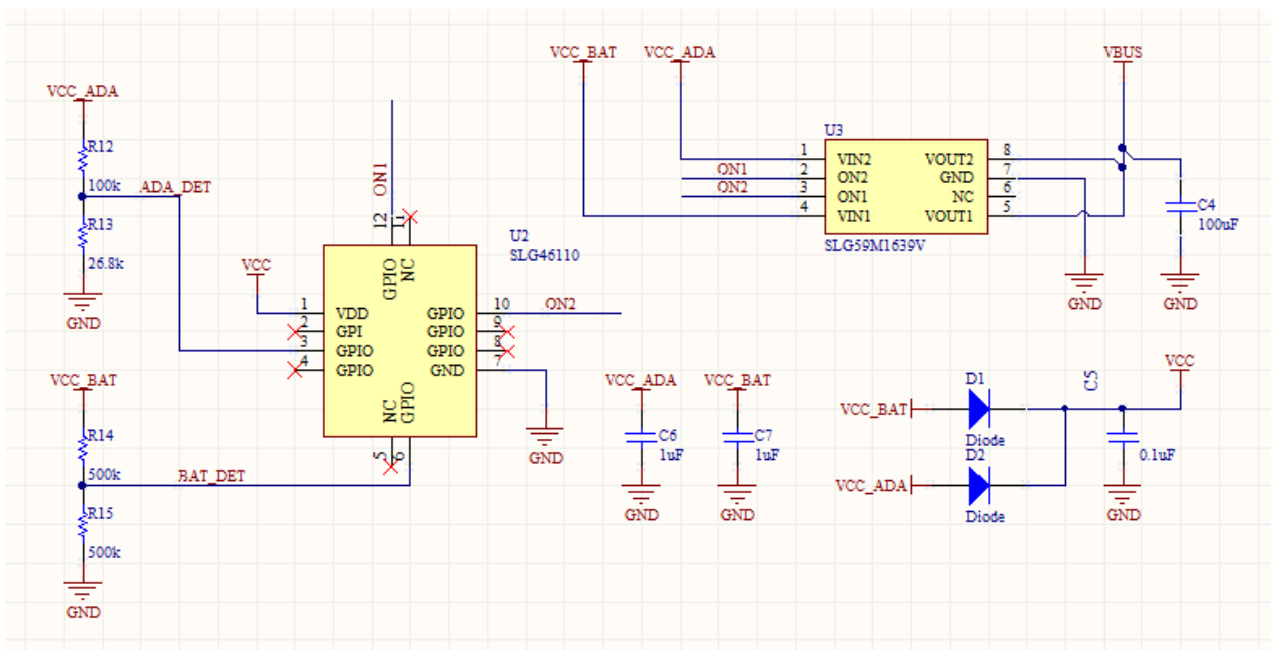 VCC_ADA
R12
100k
ADA_DET
R13
26.8k
GND
VCC_BAT
R14
500k
BAT_DET
R15
500k
GND
ON1
12
11
GPIO
NC
U2
SLG46110
VCC
1
VDD
GPIO
10
ON2
2
GPI
GPIO
9
3
GPIO
GPIO
8
4
GPIO
GND
7
NC
GPIO
5
6
GND
VCC_BAT
VCC_ADA
VBUS
U3
1
VIN2
VOUT2
8
ON1
2
ON2
GND
7
ON2
3
ON1
NC
6
4
VIN1
VOUT1
5
SLG59M1639V
C4
100uF
GND
GND
VCC_ADA
VCC_BAT
C6
1uF
C7
1uF
GND
GND
VCC
D1
C5
VCC_BAT
Diode
D2
0.1uF
VCC_ADA
Diode
GND